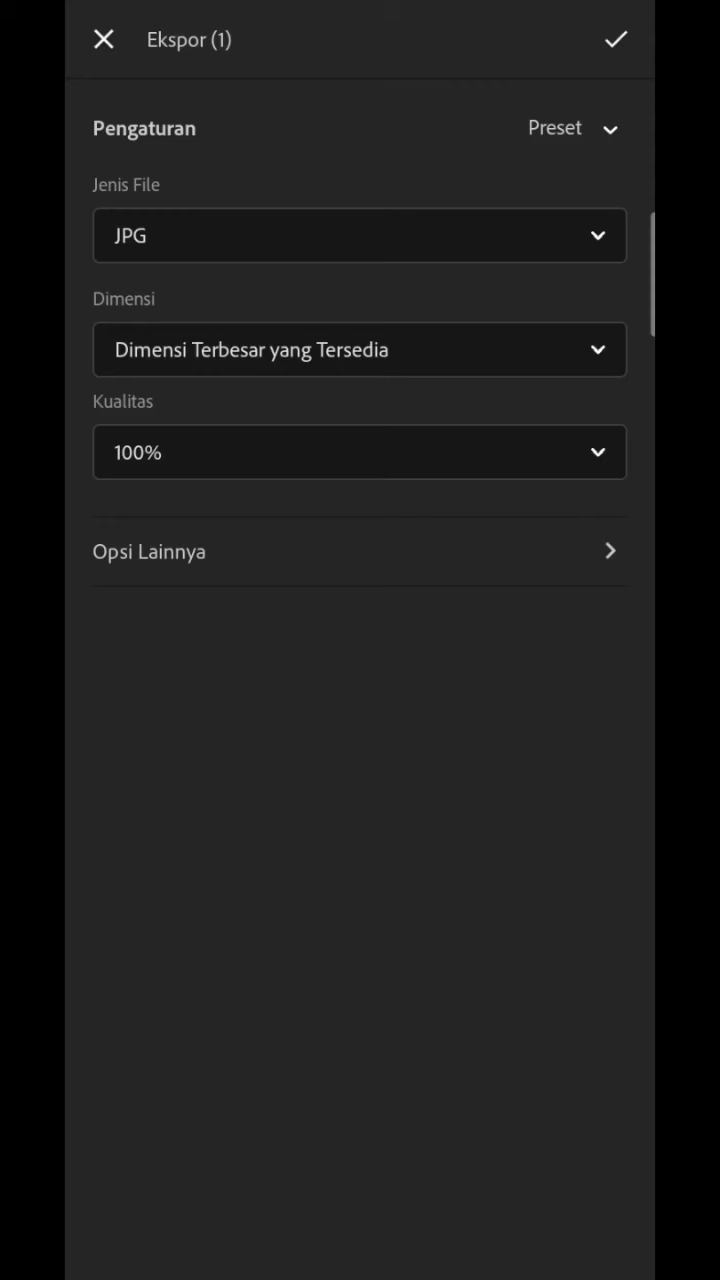 Ekspor (1)
Pengaturan
Preset
Jenis File
JPG
Dimensi
Dimensi Terbesar yang Tersedia
Kualitas
100%
Opsi Lainnya